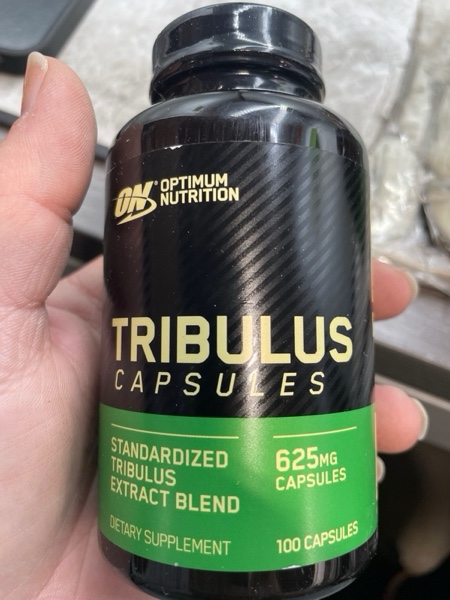 ON® OPTIMUM
NUTRITION
TRIBULUS
CAPSULES
STANDARDIZED
TRIBULUS
EXTRACT BLEND
625MG
CAPSULES
DIETARY SUPPLEMENT
100 CAPSULES